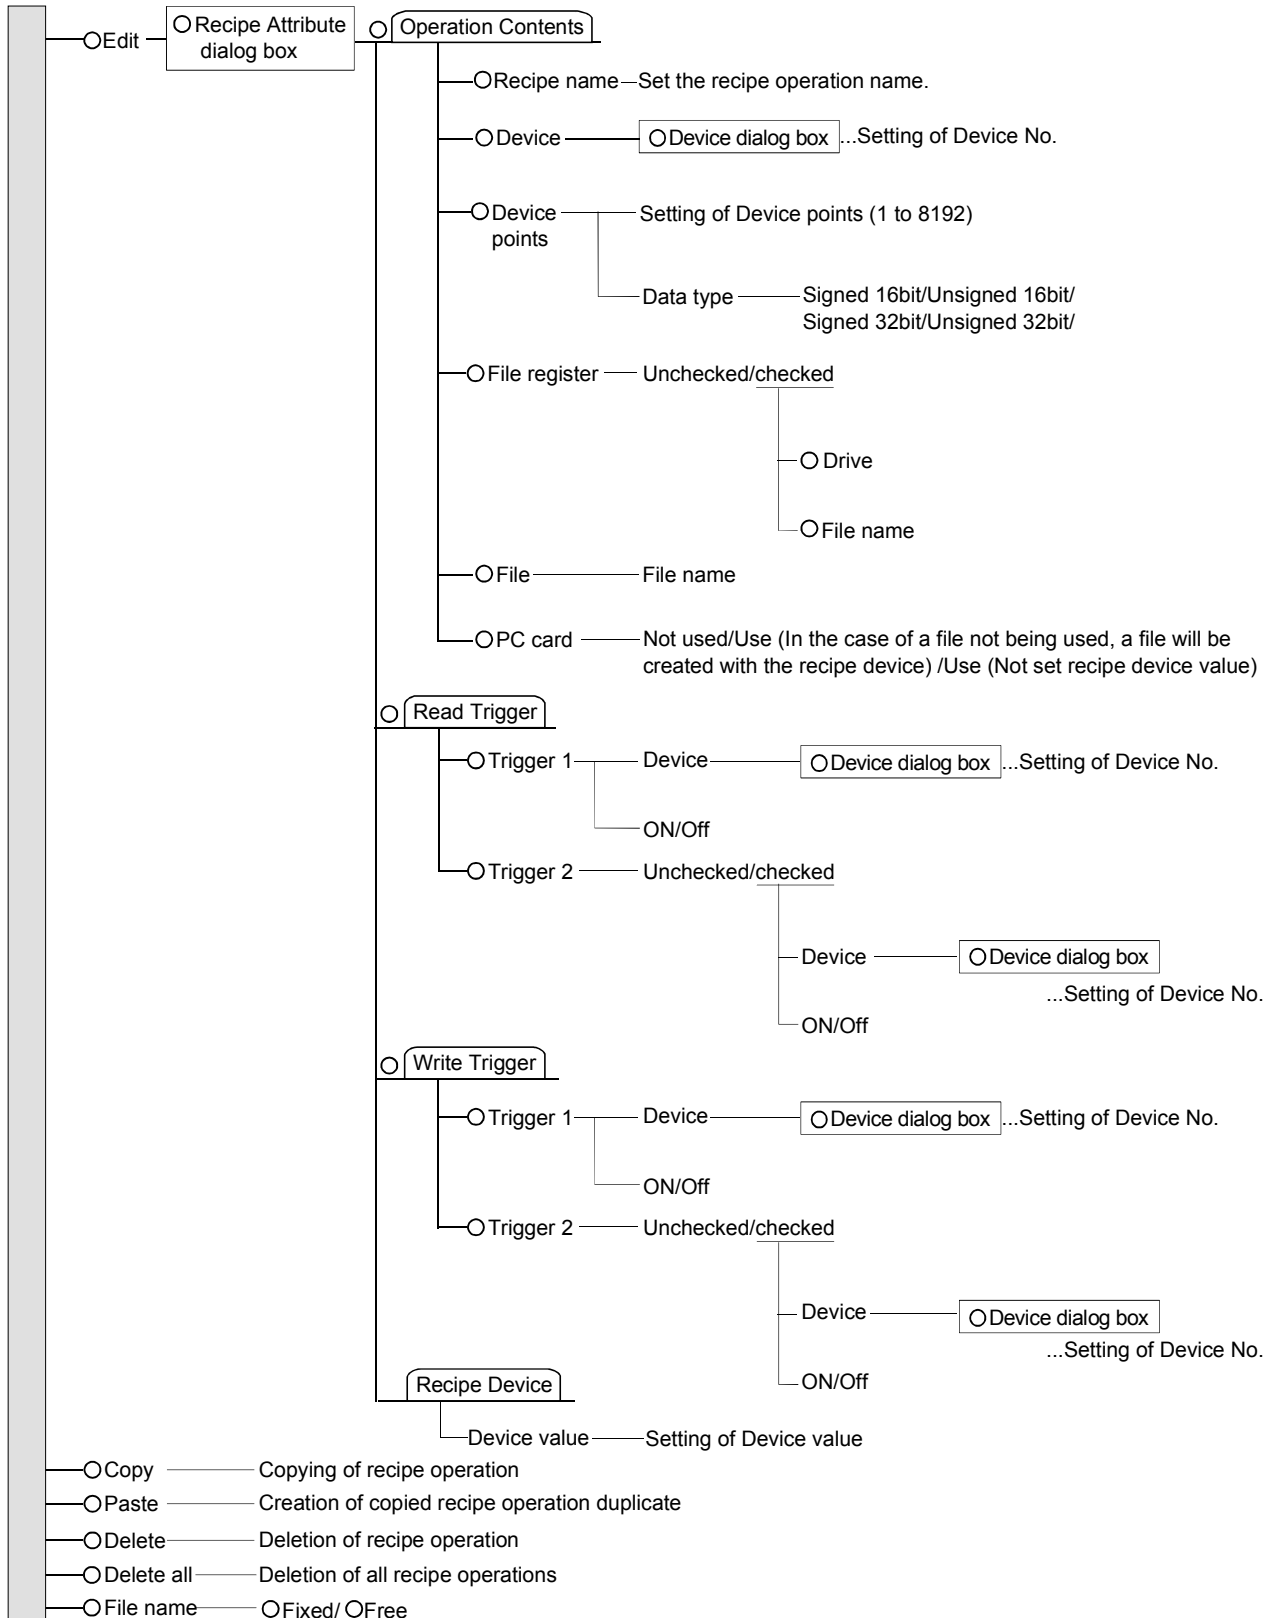 ○Edit
○Recipe Attribute
dialog box
○ Operation Contents
○Recipe name Set the recipe operation name.
○Device ○Device dialog box ...Setting of Device No.
○Device Setting of Device points (1 to 8192)
points
Data type Signed 16bit/Unsigned 16bit/
Signed 32bit/Unsigned 32bit/
○File register Unchecked/checked
○Drive
○File name
○File File name
○PC card Not used/Use (In the case of a file not being used, a file will be
created with the recipe device) /Use (Not set recipe device value)
○ Read Trigger
○Trigger 1 Device ○Device dialog box ...Setting of Device No.
ON/Off
○Trigger 2 Unchecked/checked
Device ○Device dialog box
...Setting of Device No.
ON/Off
○ Write Trigger
○Trigger 1 Device ○Device dialog box ...Setting of Device No.
ON/Off
○Trigger 2 Unchecked/checked
Device ○Device dialog box
...Setting of Device No.
ON/Off
Recipe Device
Device value Setting of Device value
○Copy Copying of recipe operation
○Paste Creation of copied recipe operation duplicate
○Delete Deletion of recipe operation
○Delete all Deletion of all recipe operations
○File name ○Fixed/ ○Free